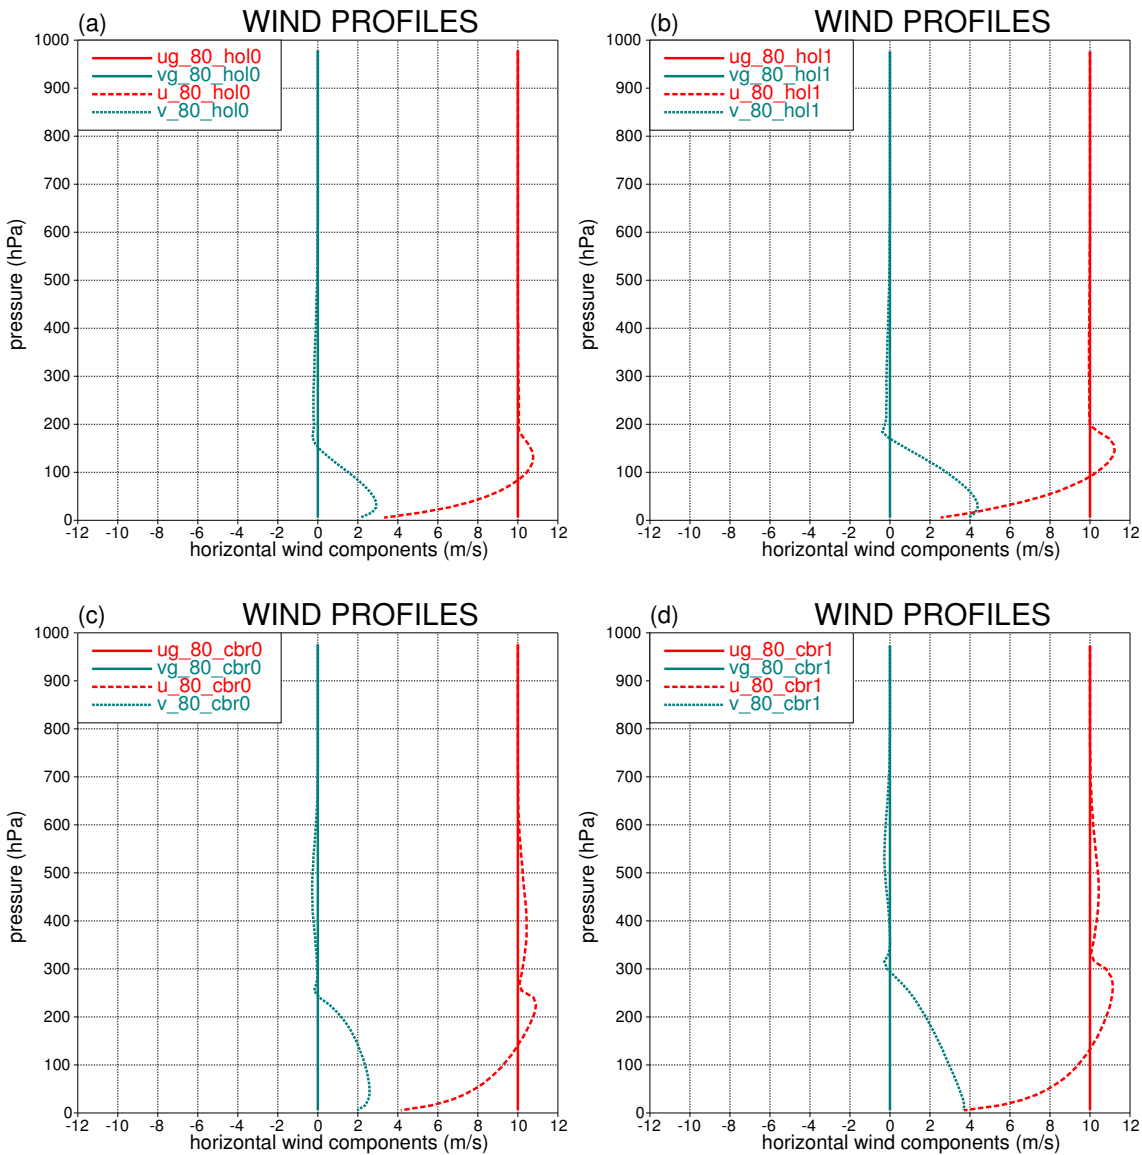 (a) WIND PROFILES
1000
900
800
700
600
500
400
300
200
100
0
pressure (hPa)
ug_80_hol0
vg_80_hol0
u_80_hol0
v_80_hol0
-12 -10 -8 -6 -4 -2 0 2 4 6 8 10 12
horizontal wind components (m/s)
(b) WIND PROFILES
1000
900
800
700
600
500
400
300
200
100
0
pressure (hPa)
ug_80_hol1
vg_80_hol1
u_80_hol1
v_80_hol1
-12 -10 -8 -6 -4 -2 0 2 4 6 8 10 12
horizontal wind components (m/s)
(c) WIND PROFILES
1000
900
800
700
600
500
400
300
200
100
0
pressure (hPa)
ug_80_cbr0
vg_80_cbr0
u_80_cbr0
v_80_cbr0
-12 -10 -8 -6 -4 -2 0 2 4 6 8 10 12
horizontal wind components (m/s)
(d) WIND PROFILES
1000
900
800
700
600
500
400
300
200
100
0
pressure (hPa)
ug_80_cbr1
vg_80_cbr1
u_80_cbr1
v_80_cbr1
-12 -10 -8 -6 -4 -2 0 2 4 6 8 10 12
horizontal wind components (m/s)